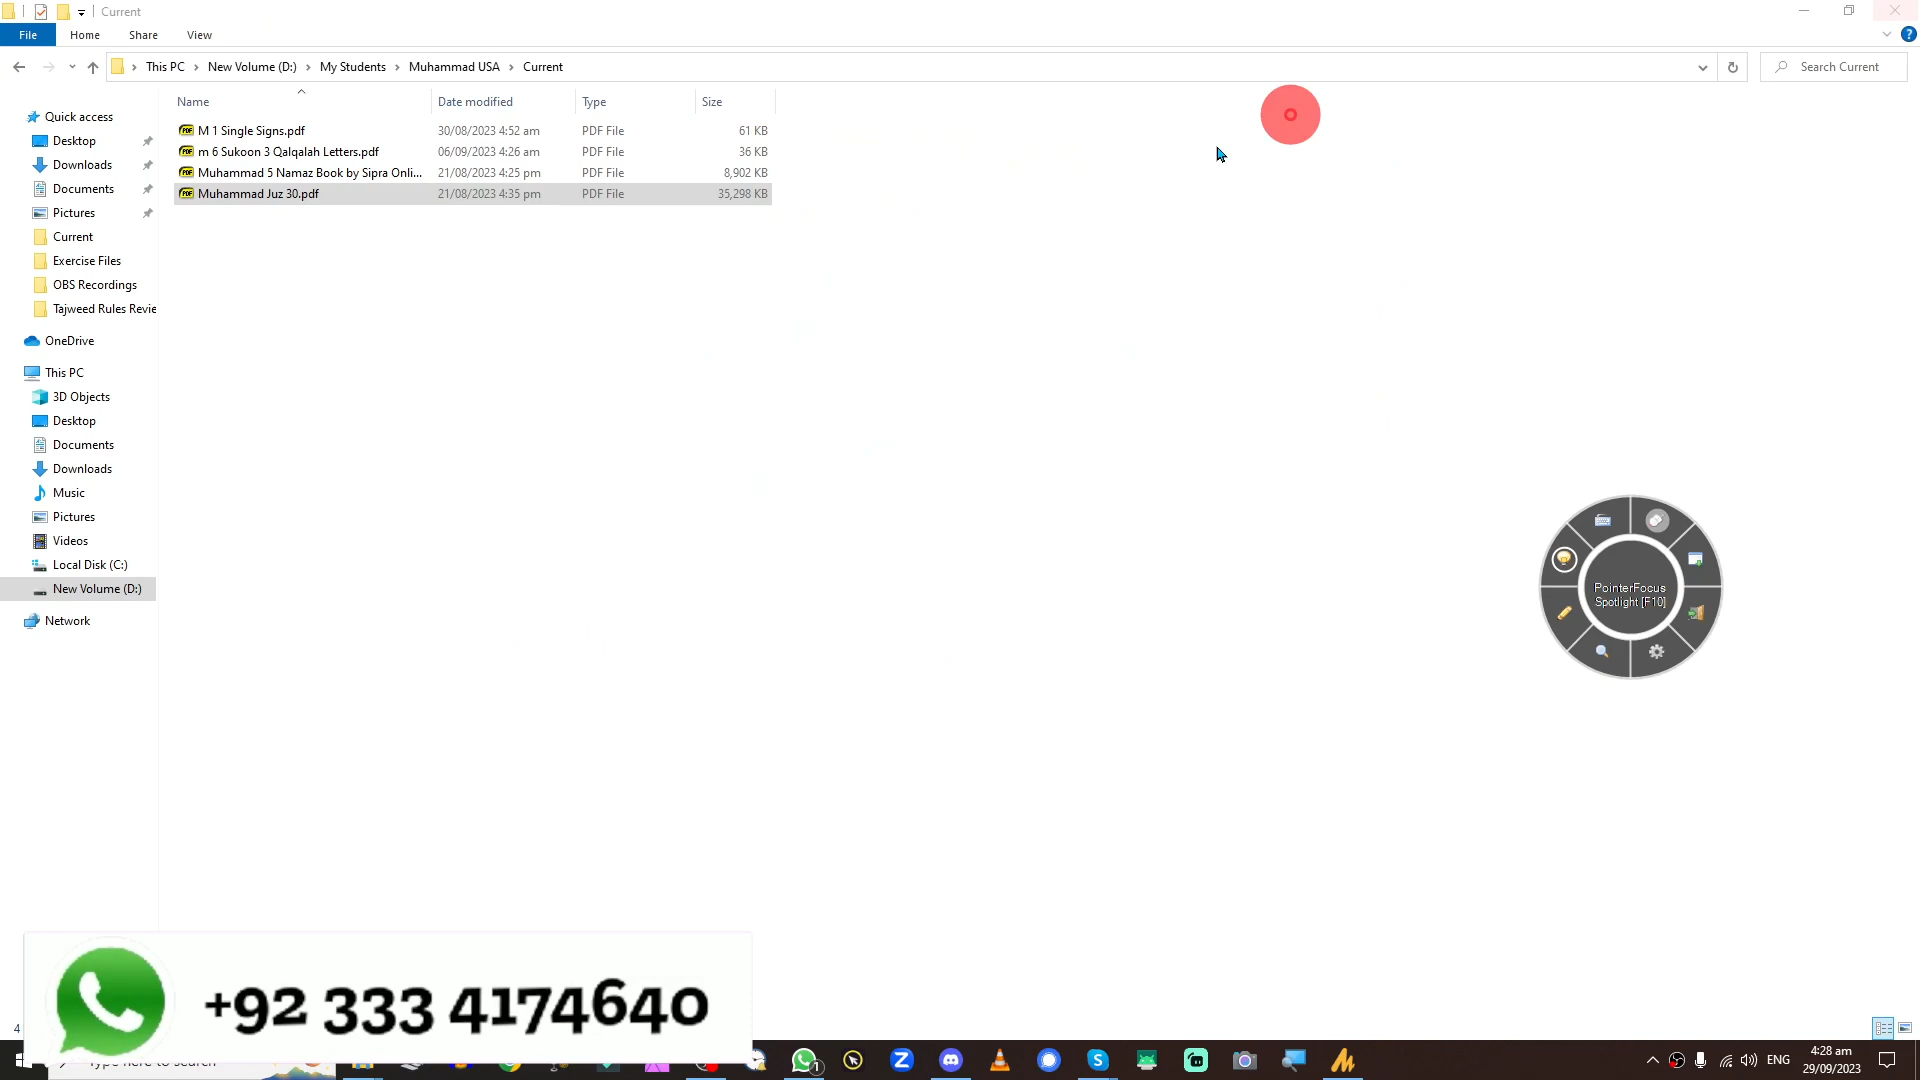 Current
File Home Share View
This PC New Volume (D:) My Students Muhammad USA Current Search Current
Name Date modified Type Size
M 1 Single Signs.pdf 30/08/2023 4:52 am PDF File 61 KB
m 6 Sukoon 3 Qalqalah Letters.pdf 06/09/2023 4:26 am PDF File 36 KB
Muhammad 5 Namaz Book by Sipra Onli... 21/08/2023 4:25 pm PDF File 8,902 KB
Muhammad Juz 30.pdf 21/08/2023 4:35 pm PDF File 35,298 KB
Quick access
Desktop
Downloads
Documents
Pictures
Current
Exercise Files
OBS Recordings
Tajweed Rules Revie
OneDrive
This PC
3D Objects
Desktop
Documents
Downloads
Music
Pictures
Videos
Local Disk (C:)
New Volume (D:)
Network
PointerFocus
Spotlight [F10]
+92 333 4174640
4
Type here to search
1
ENG
4:28 am
29/09/2023